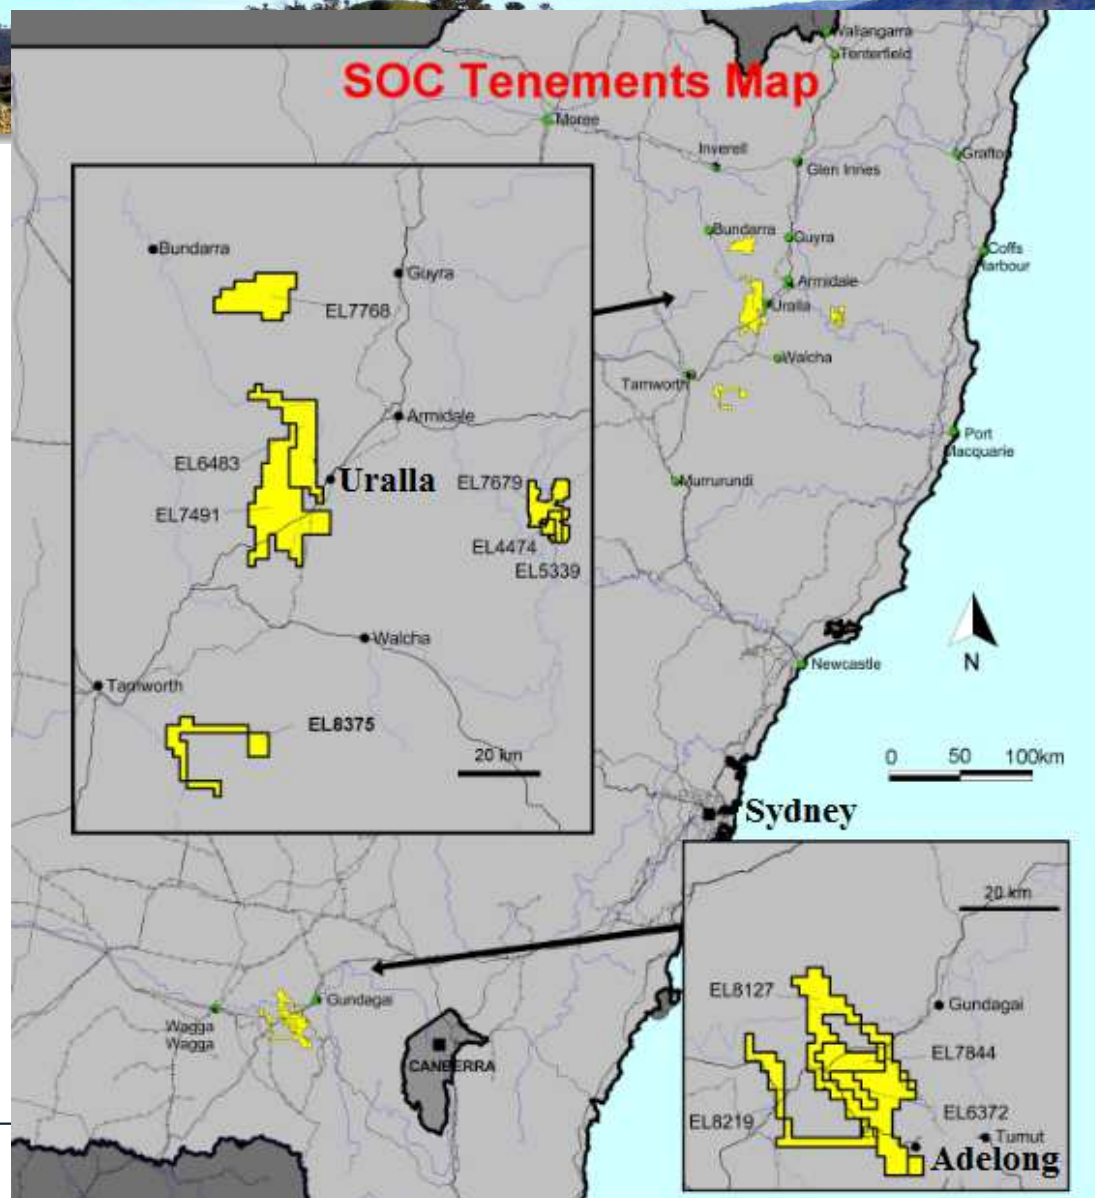 SOC Tenements Map
Wallangarra
Tenterfield
Moree
Inverell
Glen Innes
Grafton
Bundarra
Guyra
Coffs
Harbour
Armidale
Uralla
Walcha
Tamworth
Port
Macquarie
Murrurundi
Newcastle
N
0 50 100km
Sydney
Bundarra
Guyra
EL7768
Armidale
EL6483
Uralla
EL7679
EL7491
EL4474
EL5339
Walcha
Tamworth
EL8375
20 km
Gundagai
Wagga
Wagga
CANBERRA
20 km
EL8127
Gundagai
EL7844
EL6372
EL8219
Tumut
Adelong